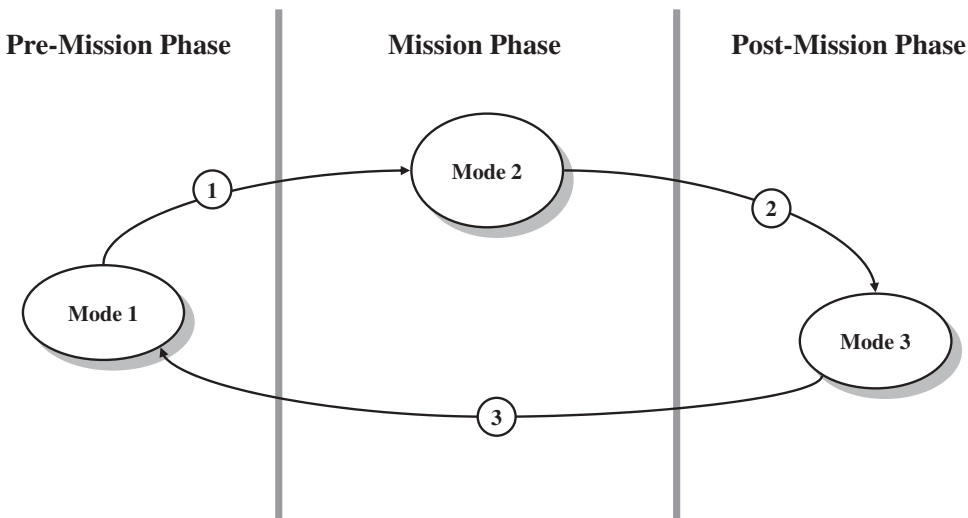 Pre-Mission Phase
Mission Phase
Post-Mission Phase
Mode 2
1
2
Mode 1
Mode 3
3